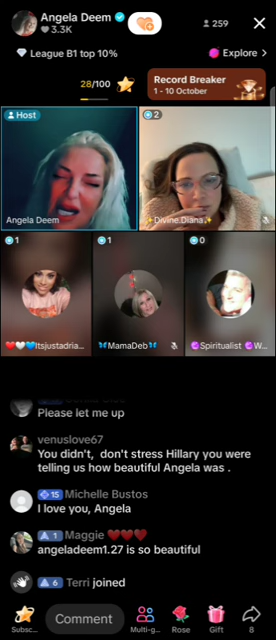 Angela Deem
3.3K
259
League B1 top 10%
Explore >
28/100
Record Breaker
1 - 10 October
Host
2
Angela Deem
✨Divine.Diana✨
1
1
0
❤️🤍💙Itsjustadria...
🦋MamaDeb🦋
Spiritualist W...
Please let me up
venuslove67
You didn't, don't stress Hillary you were
telling us how beautiful Angela was .
15 Michelle Bustos
I love you, Angela
1 Maggie ❤️❤️❤️
angeladeem1.27 is so beautiful
6 Terri joined
Subsc...
Comment
Multi-g...
Rose
Gift
8